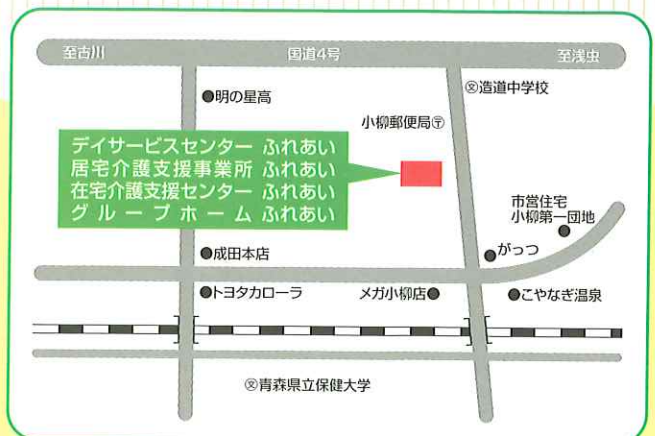 至古川
国道4号
至浅虫
明の星高
㊛造道中学校
小柳郵便局〒
デイサービスセンター ふれあい
居宅介護支援事業所 ふれあい
在宅介護支援センター ふれあい
グループホーム ふれあい
市営住宅
小柳第一団地
成田本店
がっつ
トヨタカローラ
メガ小柳店
こやなぎ温泉
文青森県立保健大学